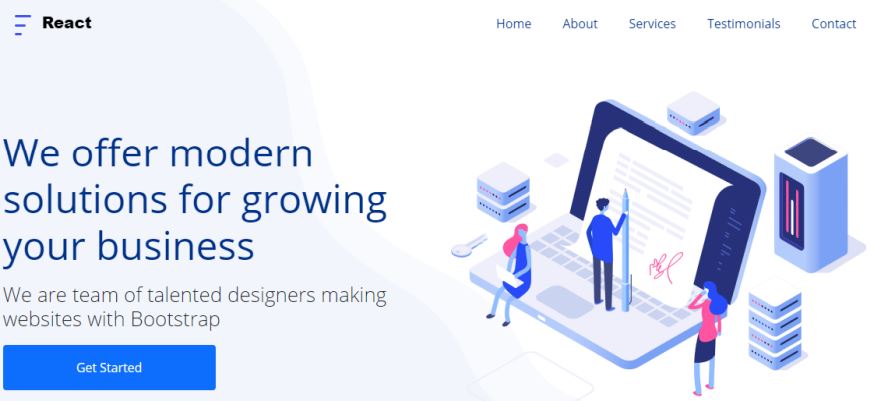 React
Home
About
Services
Testimonials
Contact
We offer modern
solutions for growing
your business
We are team of talented designers making
websites with Bootstrap
Get Started